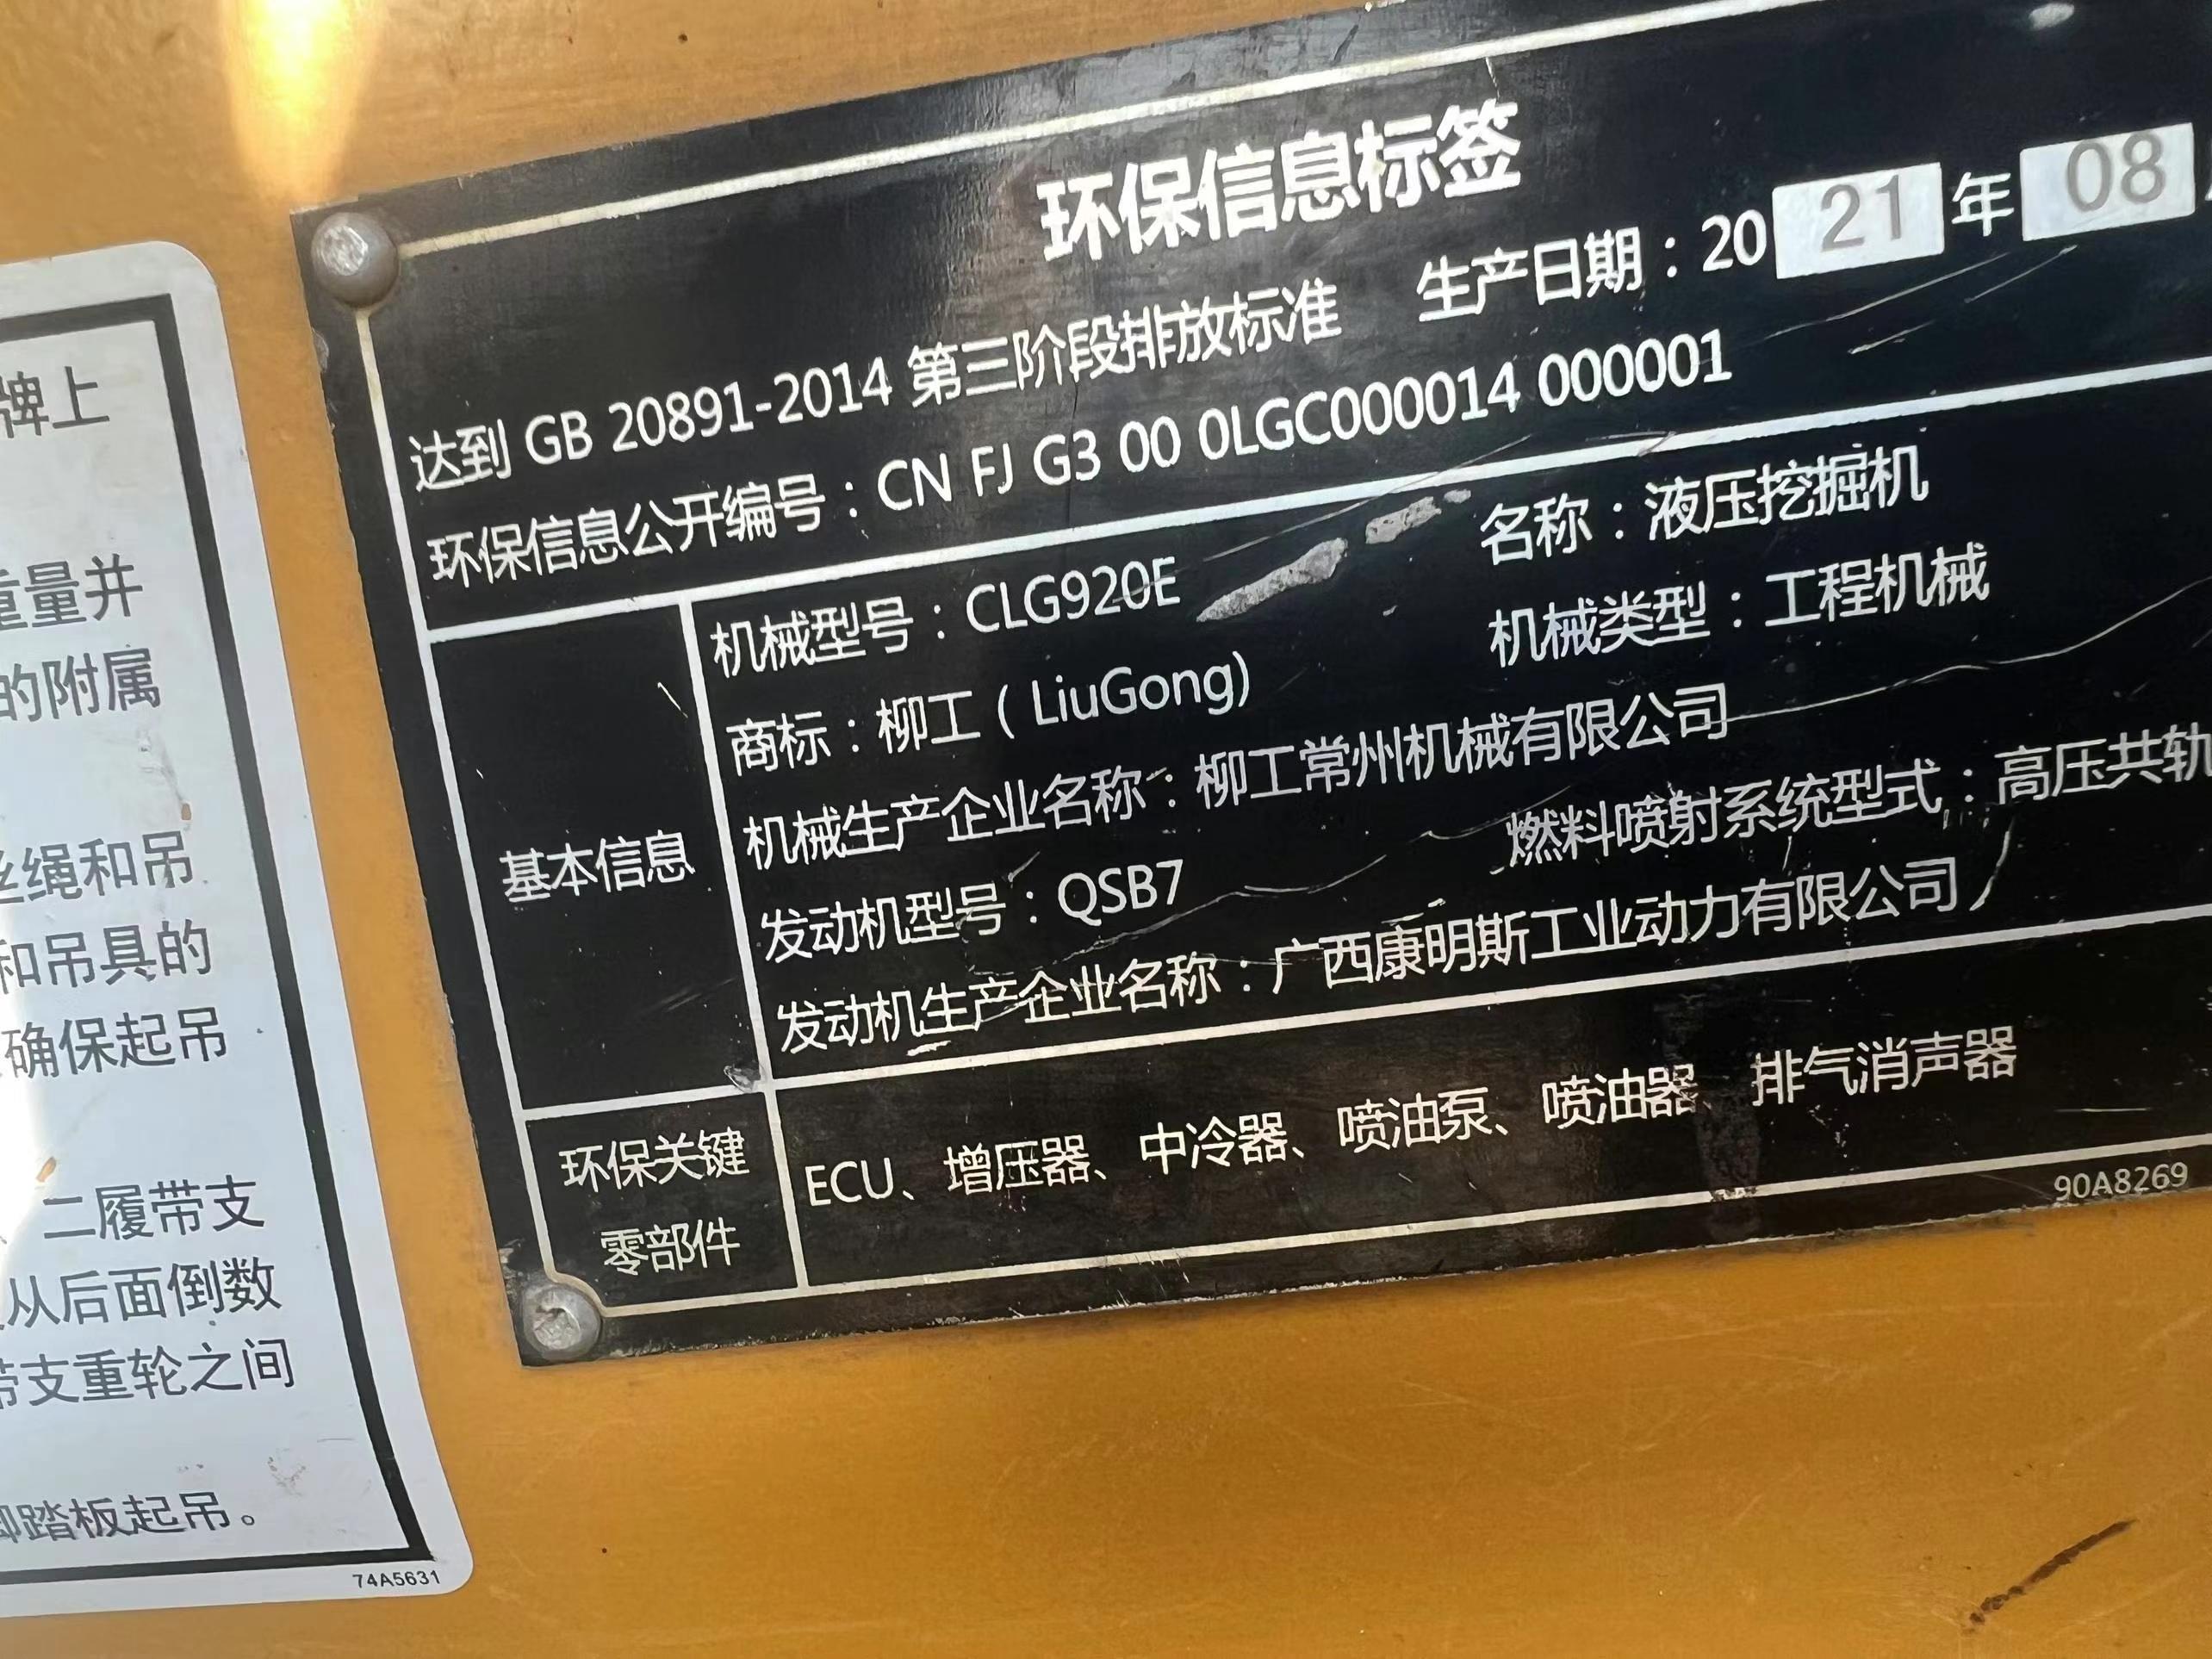 牌上
重量并
的附属
丝绳和吊
和吊具的
确保起吊
二履带支
从后面倒数
带支重轮之间
脚踏板起吊。
74A5631
环保信息标签
达到 GB 20891-2014 第三阶段排放标准 生产日期：2021年08
环保信息公开编号：CN FJ G3 00 0LGC000014 000001
基本信息
机械型号：CLG920E 名称：液压挖掘机
商标：柳工（LiuGong) 机械类型：工程机械
机械生产企业名称：柳工常州机械有限公司
发动机型号：QSB7 燃料喷射系统型式：高压共轨
发动机生产企业名称：广西康明斯工业动力有限公司
环保关键
零部件
ECU、增压器、中冷器、喷油泵、喷油器 排气消声器
90A8269